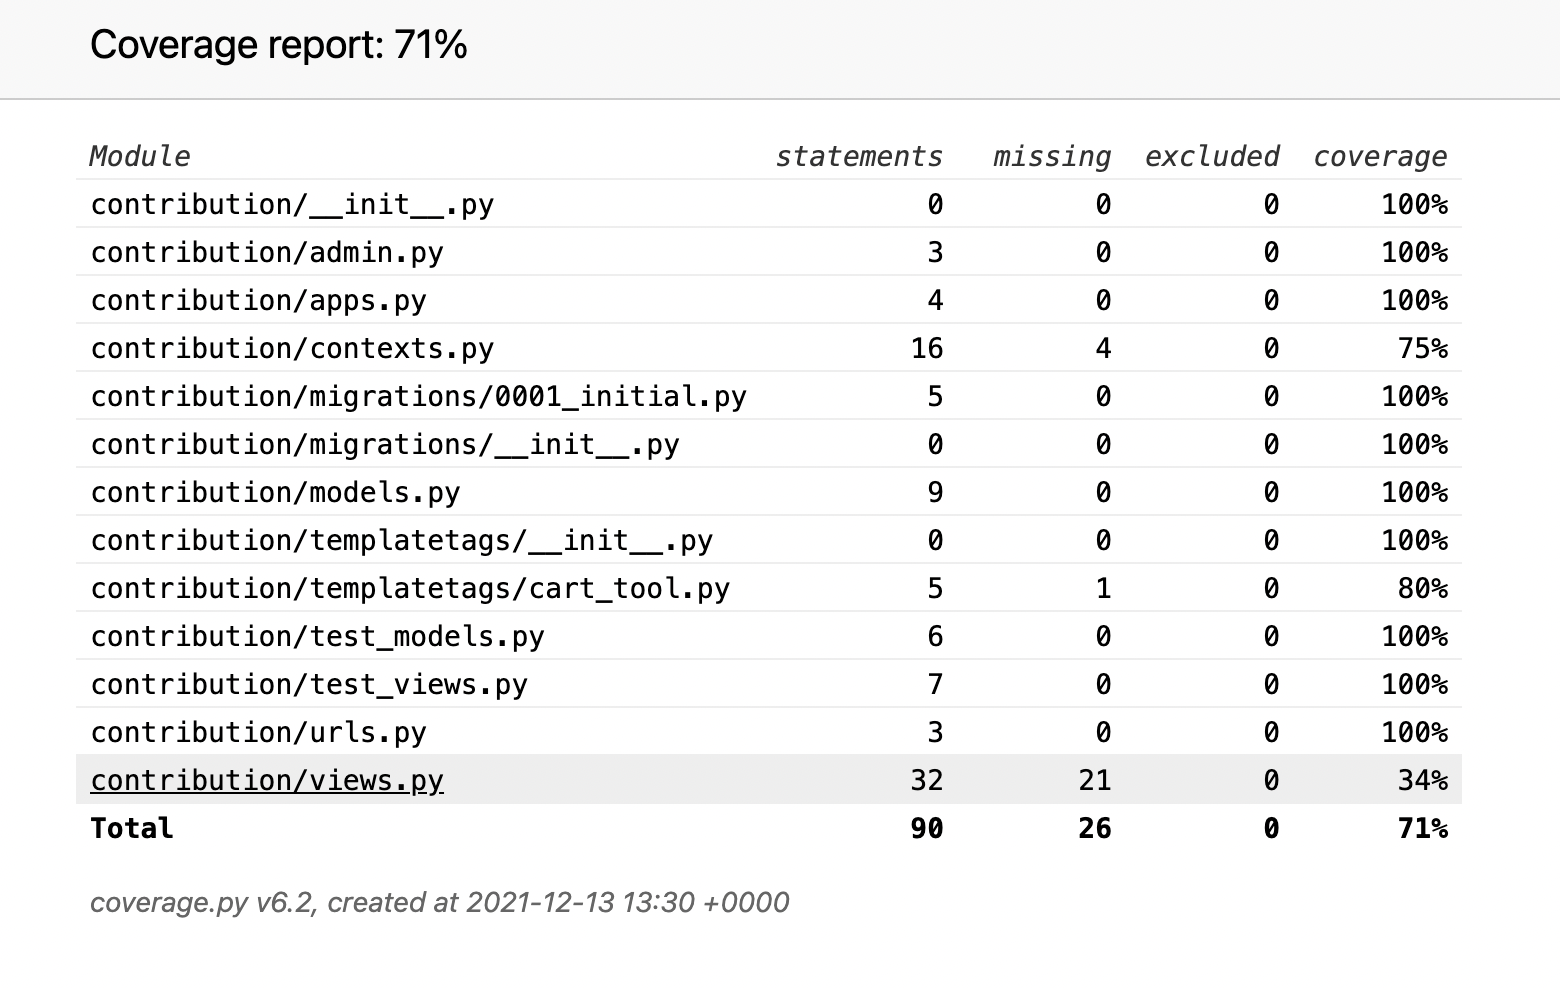 Coverage report: 71%
Module statements missing excluded coverage
contribution/__init__.py 0 0 0 100%
contribution/admin.py 3 0 0 100%
contribution/apps.py 4 0 0 100%
contribution/contexts.py 16 4 0 75%
contribution/migrations/0001_initial.py 5 0 0 100%
contribution/migrations/__init__.py 0 0 0 100%
contribution/models.py 9 0 0 100%
contribution/templatetags/__init__.py 0 0 0 100%
contribution/templatetags/cart_tool.py 5 1 0 80%
contribution/test_models.py 6 0 0 100%
contribution/test_views.py 7 0 0 100%
contribution/urls.py 3 0 0 100%
contribution/views.py 32 21 0 34%
Total 90 26 0 71%
coverage.py v6.2, created at 2021-12-13 13:30 +0000